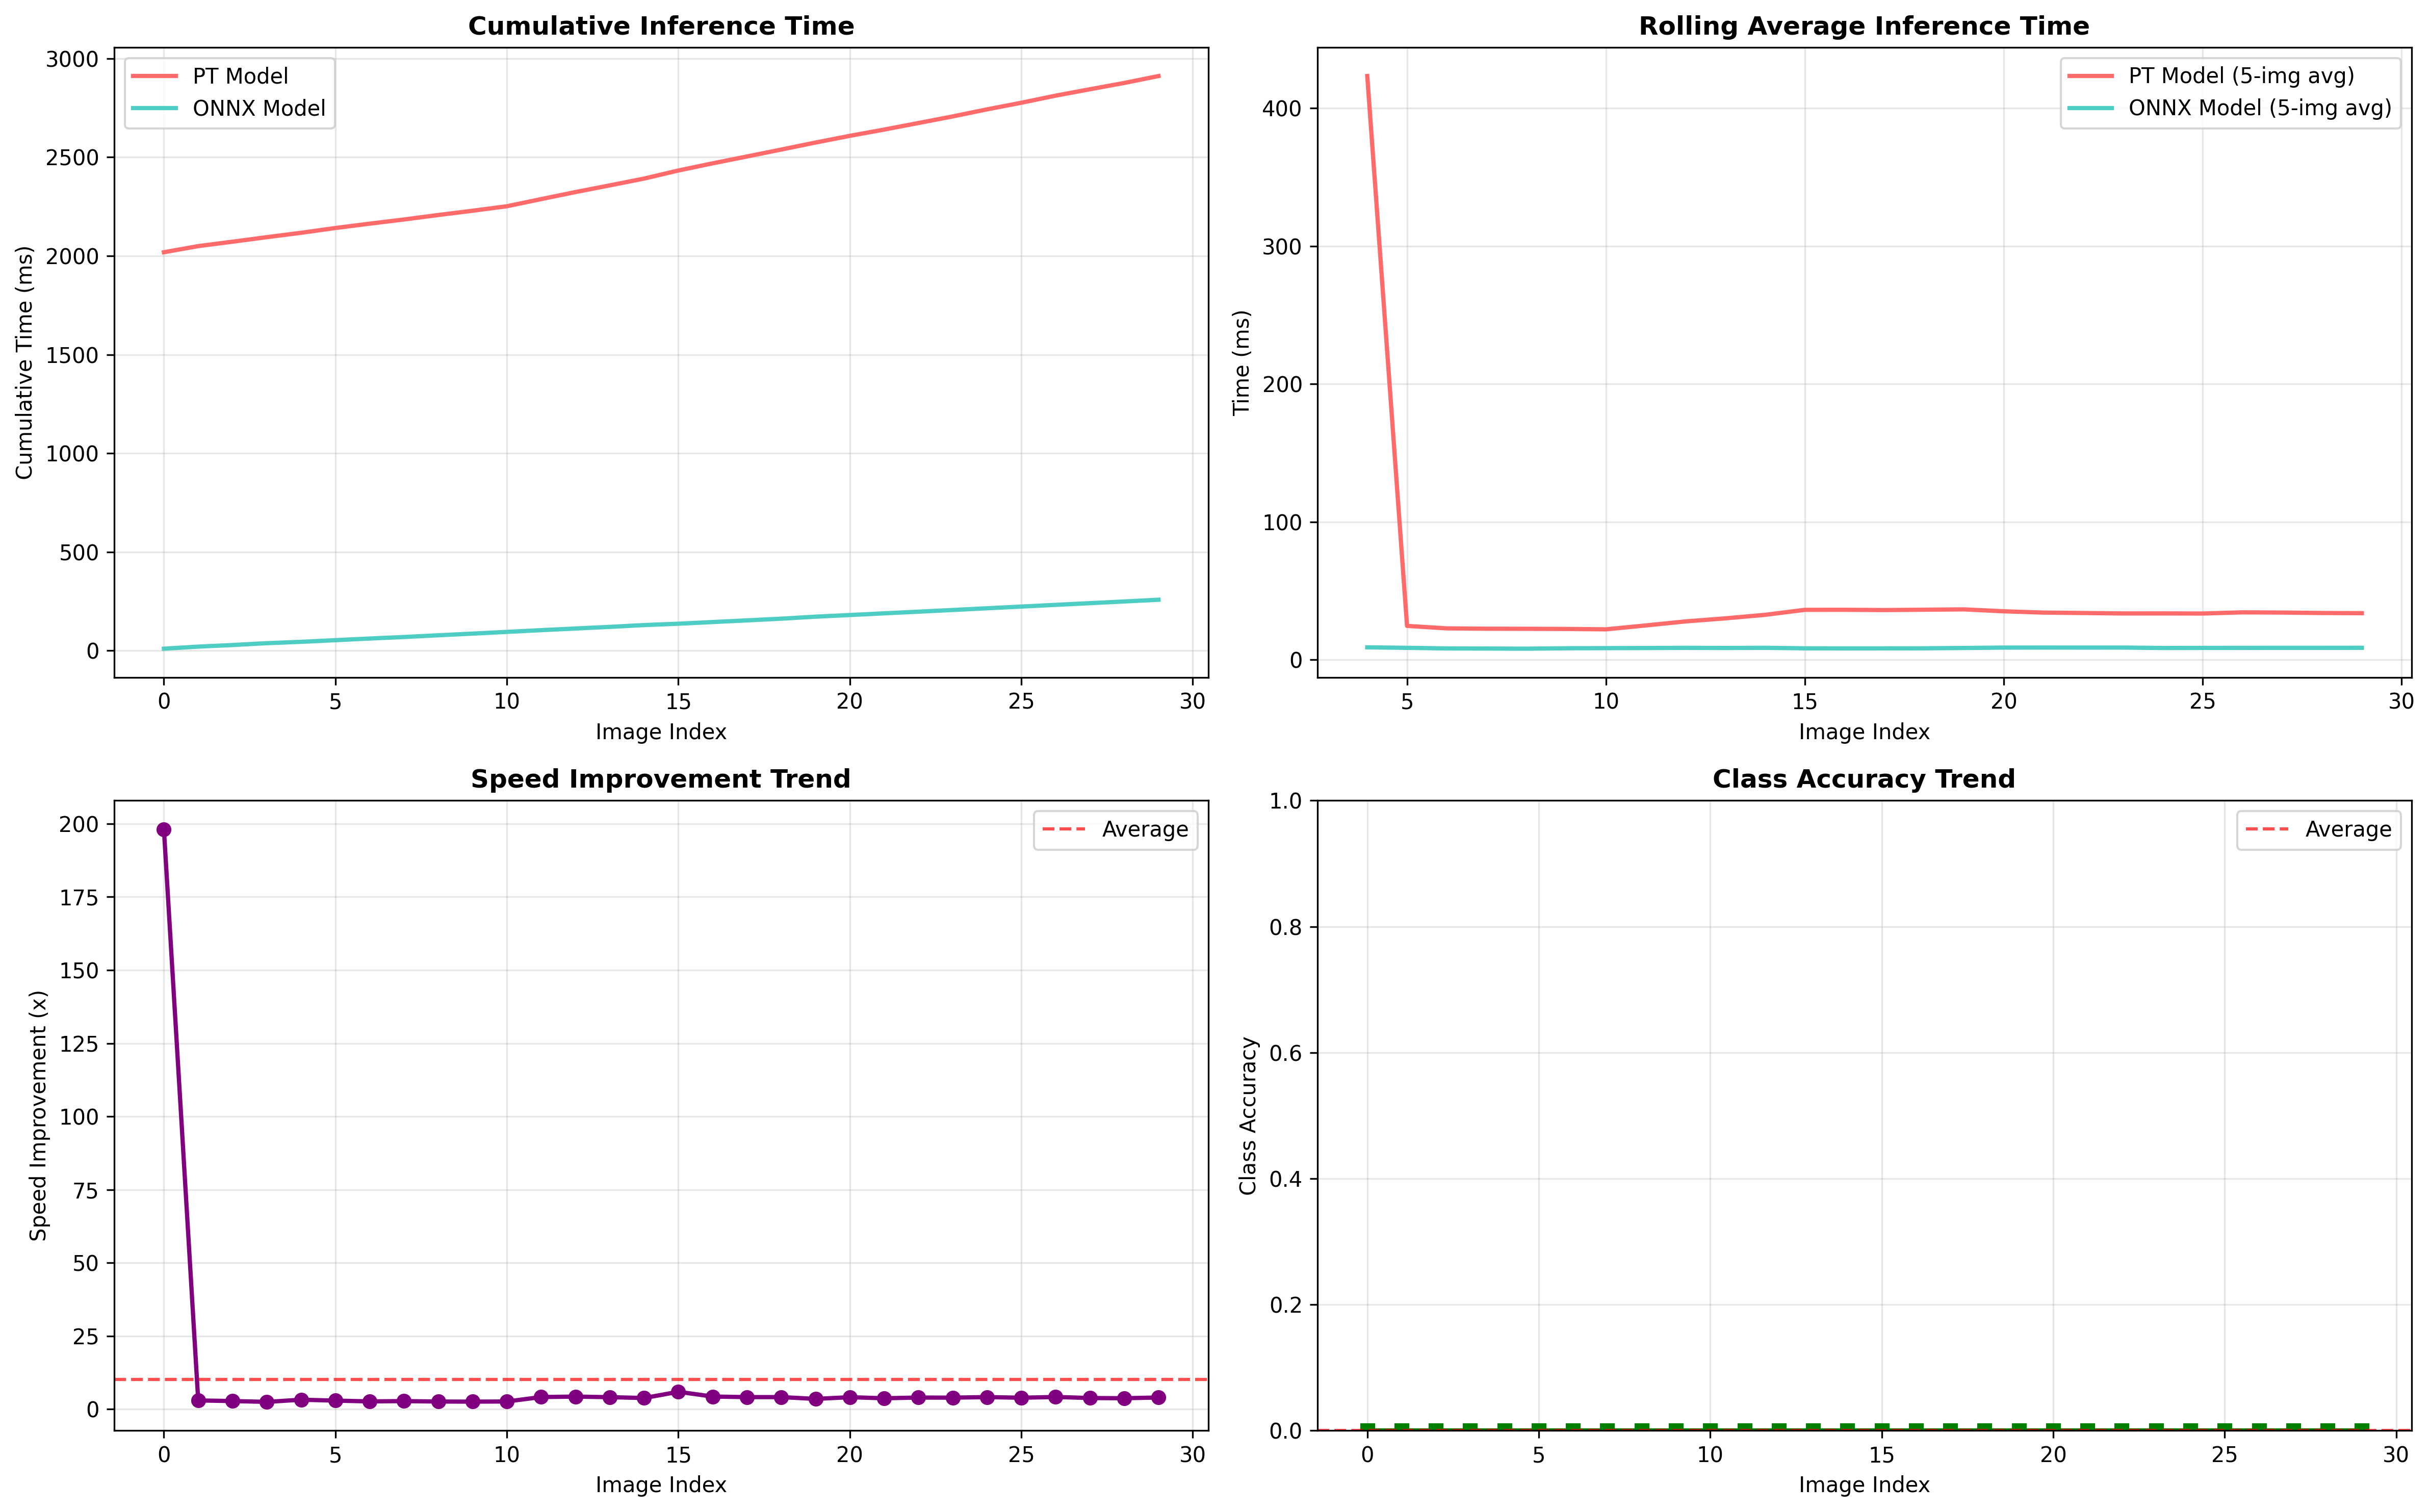 Cumulative Inference Time
PT Model
ONNX Model
3000
2500
2000
1500
1000
500
0
Cumulative Time (ms)
0 5 10 15 20 25 30
Image Index
Rolling Average Inference Time
PT Model (5-img avg)
ONNX Model (5-img avg)
400
300
200
100
0
Time (ms)
5 10 15 20 25 30
Image Index
Speed Improvement Trend
Average
200
175
150
125
100
75
50
25
0
Speed Improvement (x)
0 5 10 15 20 25 30
Image Index
Class Accuracy Trend
Average
1.0
0.8
0.6
0.4
0.2
0.0
Class Accuracy
0 5 10 15 20 25 30
Image Index